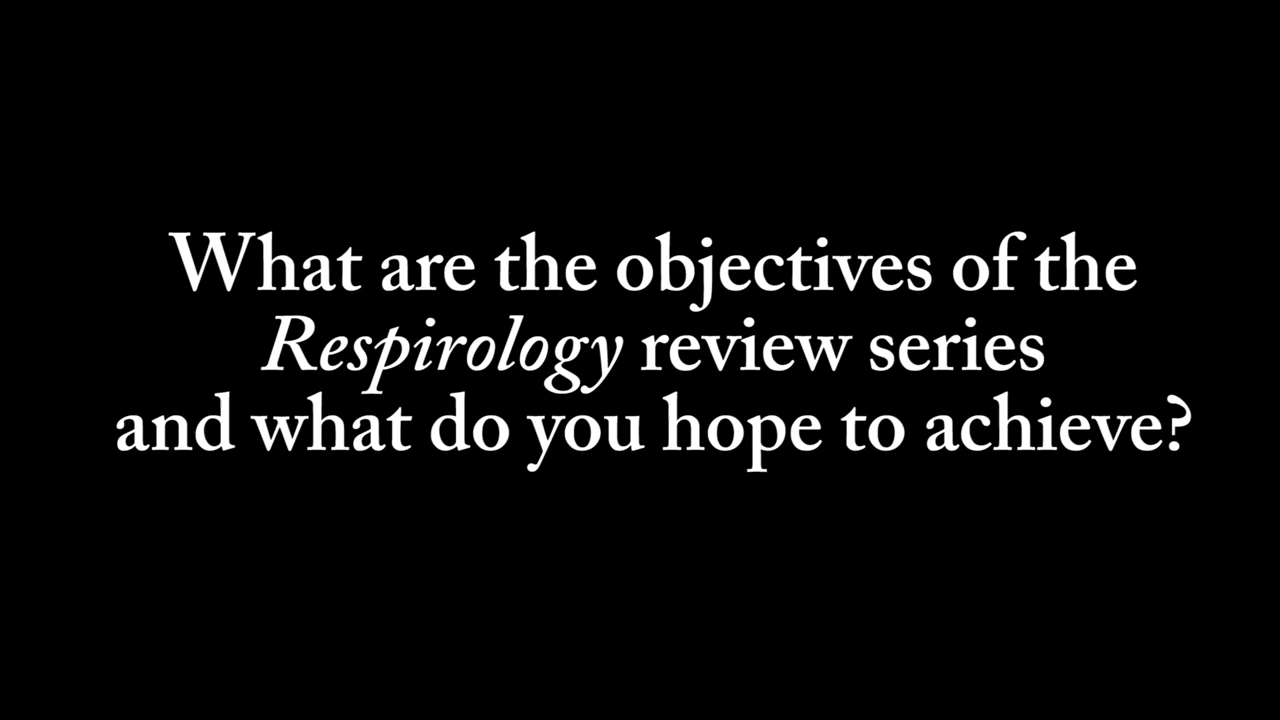 What are the objectives of the
Respirology review series
and what do you hope to achieve?